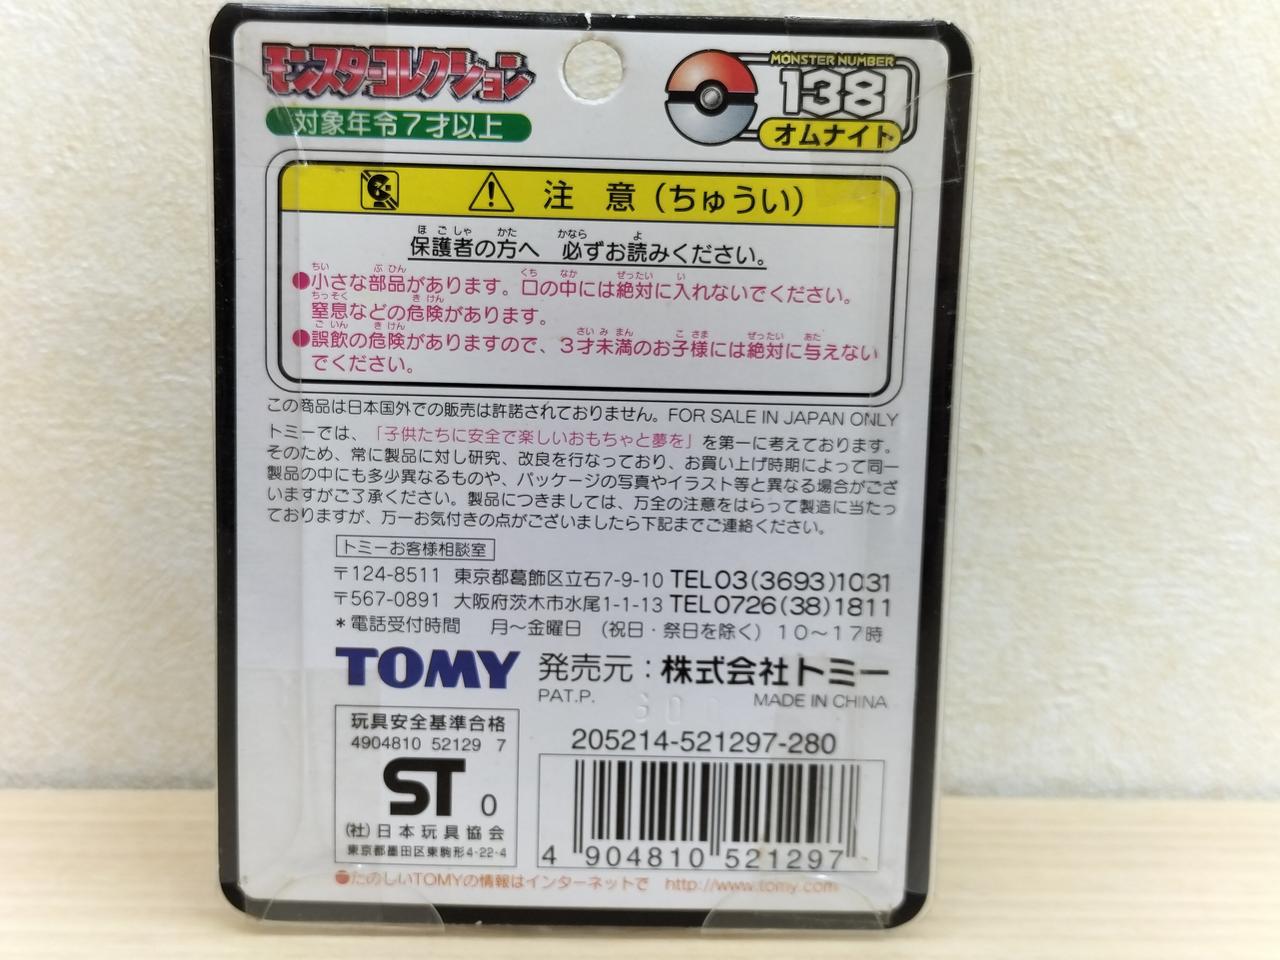 モンスターコレクション
対象年令7才以上
MONSTER NUMBER
138
オムナイト
注 意(ちゅうい)
保護者の方へ 必ずお読みください。
●小さな部品があります。口の中には絶対に入れないでください。
窒息などの危険があります。
●誤飲の危険がありますので、3才未満のお子様には絶対に与えない
でください。
この商品は日本国外での販売は許諾されておりません。FOR SALE IN JAPAN ONLY
トミーでは、「子供たちに安全で楽しいおもちゃと夢を」を第一に考えております。
そのため、常に製品に対し研究、改良を行なっており、お買い上げ時期によって同一
製品の中にも多少異なるものや、パッケージの写真やイラスト等と異なる場合がござ
いますがご了承ください。製品につきましては、万全の注意をはらって製造に当たっ
ておりますが、万一お気付きの点がございましたら下記までご連絡ください。
トミーお客様相談室
〒124-8511 東京都葛飾区立石7-9-10 TEL03(3693)1031
〒567-0891 大阪府茨木市水尾1-1-13 TEL0726(38)1811
*電話受付時間 月〜金曜日 (祝日・祭日を除く) 10〜17時
TOMY 発売元:株式会社トミー
PAT.P. MADE IN CHINA
玩具安全基準合格
4904810 52129 7
ST 0
(社)日本玩具協会
東京都墨田区東駒形4-22-4
205214-521297-280
4 904810 521297
●たのしいTOMYの情報はインターネットで http://www.tomy.com